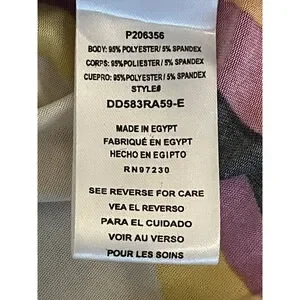 P206356
BODY: 95% POLYESTER/ 5% SPANDEX
CORPS: 95%POLYESTER/ 5% SPANDEX
CUEPRO: 95%POLYESTER/ 5% SPANDEX
STYLE#
DD583RA59-E
MADE IN EGYPT
FABRIQUÉ EN ÉGYPT
HECHO EN EGIPTO
RN97230
SEE REVERSE FOR CARE
VEA EL REVERSO
PARA EL CUIDADO
VOIR AU VERSO
POUR LES SOINS